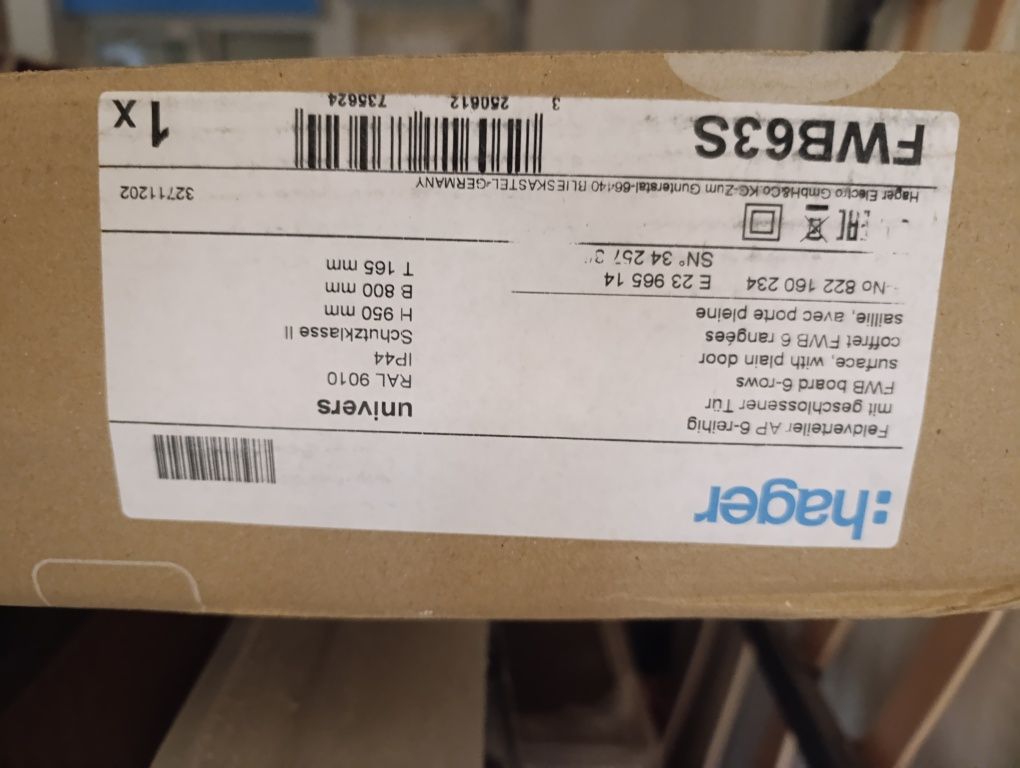 :hager
Feldverteiler AP 6-reihig
mit geschlossener Tür
FWB board 6-rows
surface, with plain door
coffret FWB 6 rangées
saillie, avec porte pleine
univers
RAL 9010
IP44
Schutzklasse II
H 950 mm
B 800 mm
T 165 mm
No 822 160 234 E 23 965 14
SN° 34 257
EAC
Hager Electro GmbH&Co.KG-Zum Gunterstal-66440 BLIESKASTEL-GERMANY
32711202
FWB63S
3 250612 735624
1 x